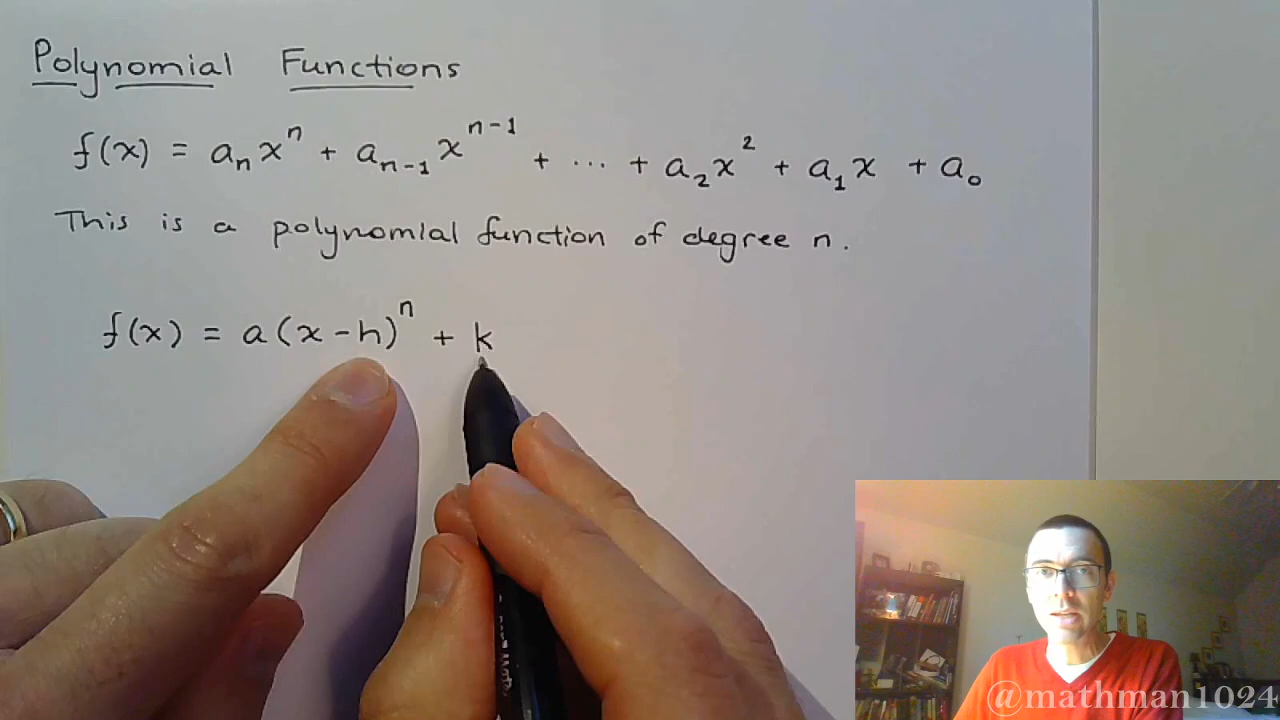 Polynomial Functions
f(x) = aₙxⁿ + aₙ₋₁xⁿ⁻¹ + ... + a₂x² + a₁x + a₀
This is a polynomial function of degree n.
f(x) = a(x-h)ⁿ + k
@mathman1024